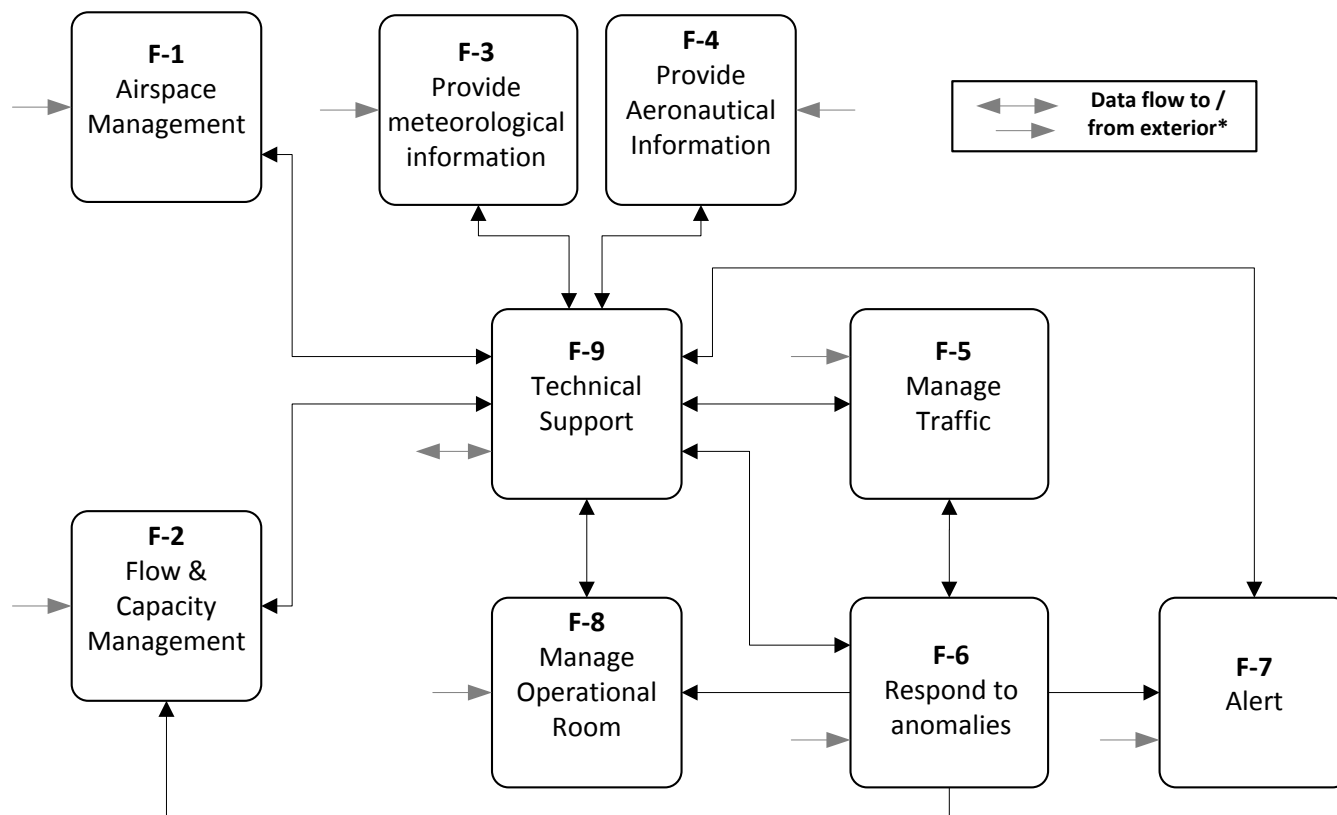 F-1
Airspace
Management
F-3
Provide
meteorological
information
F-4
Provide
Aeronautical
Information
Data flow to /
from exterior*
F-9
Technical
Support
F-5
Manage
Traffic
F-2
Flow &
Capacity
Management
F-8
Manage
Operational
Room
F-6
Respond to
anomalies
F-7
Alert